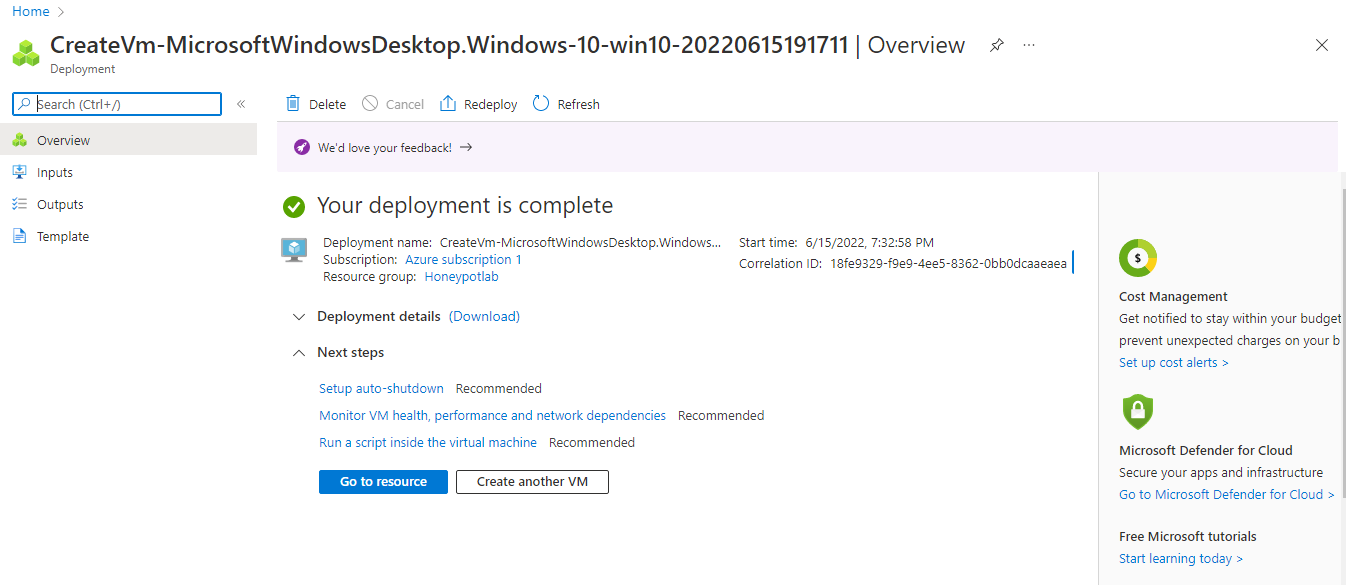 Home >
CreateVm-MicrosoftWindowsDesktop.Windows-10-win10-20220615191711 | Overview
Deployment
Search (Ctrl+/)
Overview
Inputs
Outputs
Template
Delete Cancel Redeploy Refresh
We'd love your feedback! →
Your deployment is complete
Deployment name: CreateVm-MicrosoftWindowsDesktop.Windows...
Subscription: Azure subscription 1
Resource group: Honeypotlab
Start time: 6/15/2022, 7:32:58 PM
Correlation ID: 18fe9329-f9e9-4ee5-8362-0bb0dcaaeaea
Deployment details (Download)
Next steps
Setup auto-shutdown Recommended
Monitor VM health, performance and network dependencies Recommended
Run a script inside the virtual machine Recommended
Go to resource Create another VM
$
Cost Management
Get notified to stay within your budget
prevent unexpected charges on your b
Set up cost alerts >
Microsoft Defender for Cloud
Secure your apps and infrastructure
Go to Microsoft Defender for Cloud >
Free Microsoft tutorials
Start learning today >